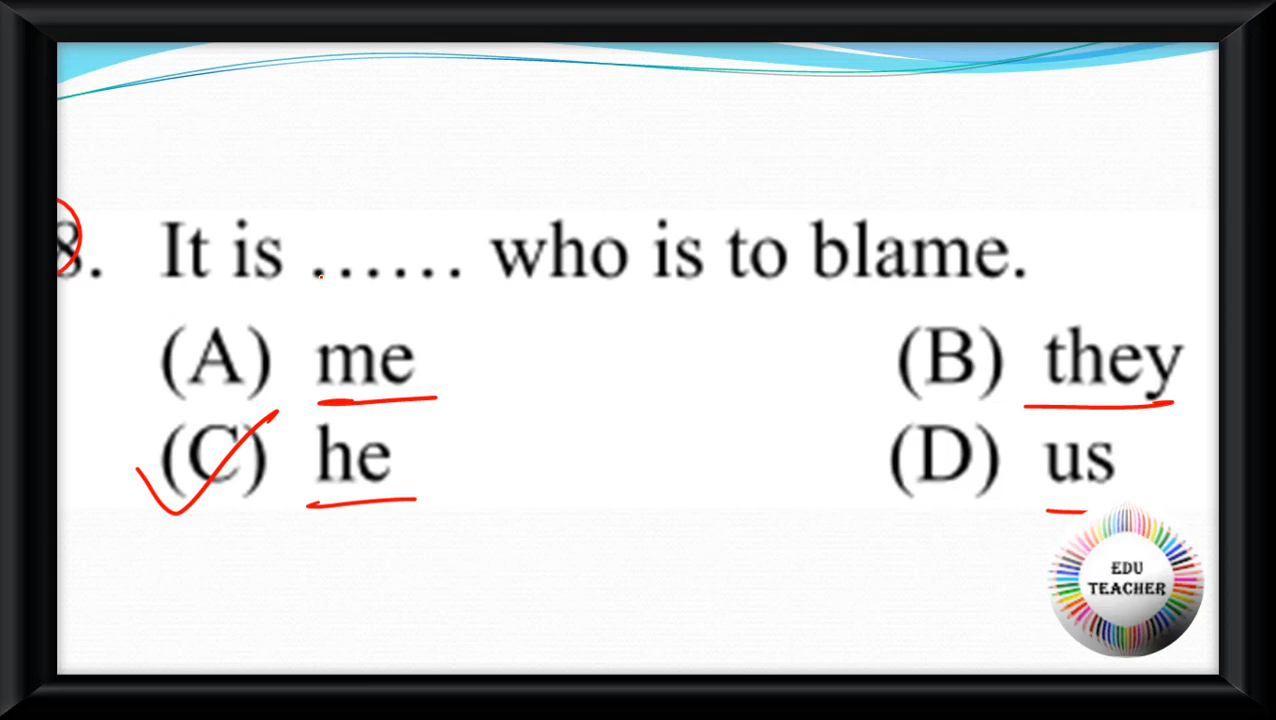 8. It is ...... who is to blame.
(A) me (B) they
(C) he (D) us
EDU
TEACHER